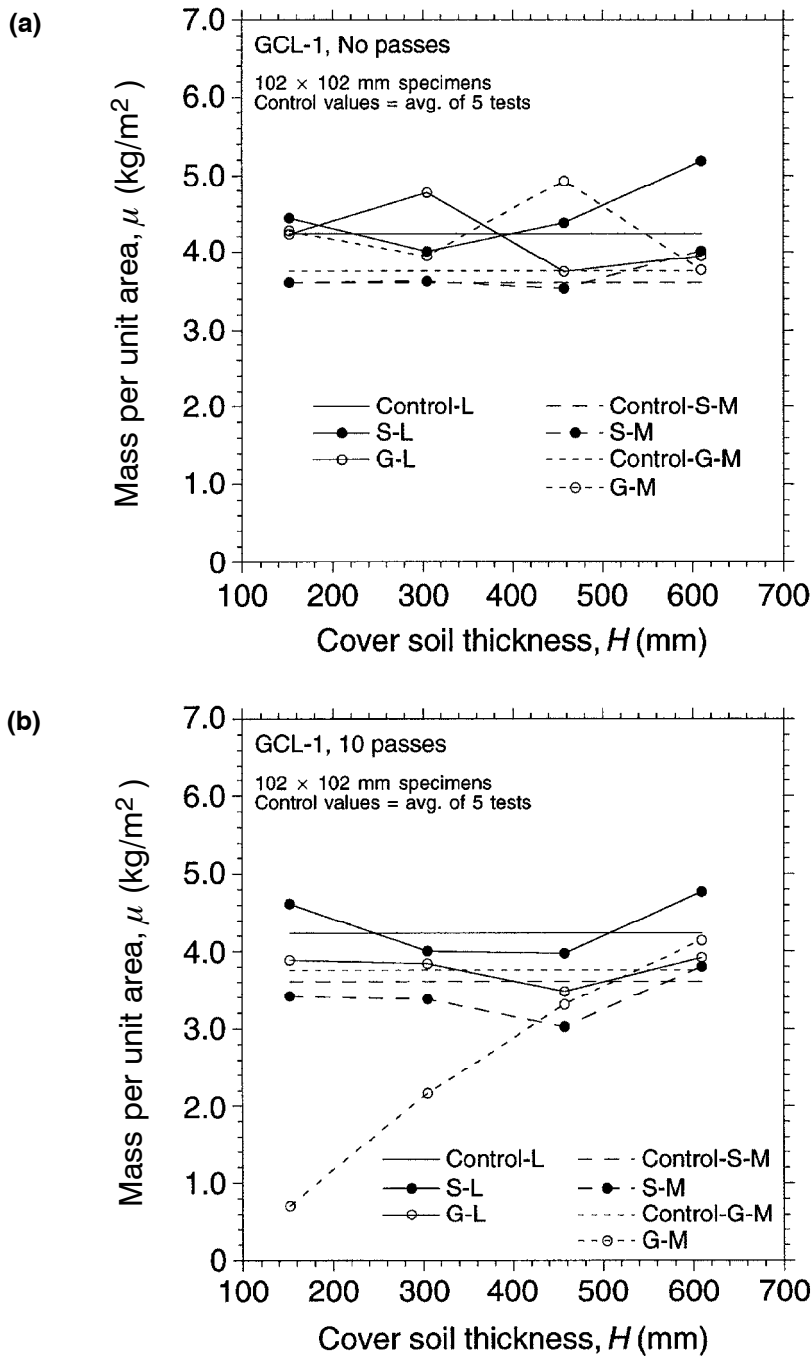 (a)
7.0
GCL-1, No passes
102 × 102 mm specimens
Control values = avg. of 5 tests
6.0
5.0
4.0
3.0
2.0
1.0
0
Mass per unit area, μ (kg/m²)
Control-L
S-L
G-L
Control-S-M
S-M
Control-G-M
G-M
100 200 300 400 500 600 700
Cover soil thickness, H (mm)
(b)
7.0
GCL-1, 10 passes
102 × 102 mm specimens
Control values = avg. of 5 tests
6.0
5.0
4.0
3.0
2.0
1.0
0
Mass per unit area, μ (kg/m²)
Control-L
S-L
G-L
Control-S-M
S-M
Control-G-M
G-M
100 200 300 400 500 600 700
Cover soil thickness, H (mm)